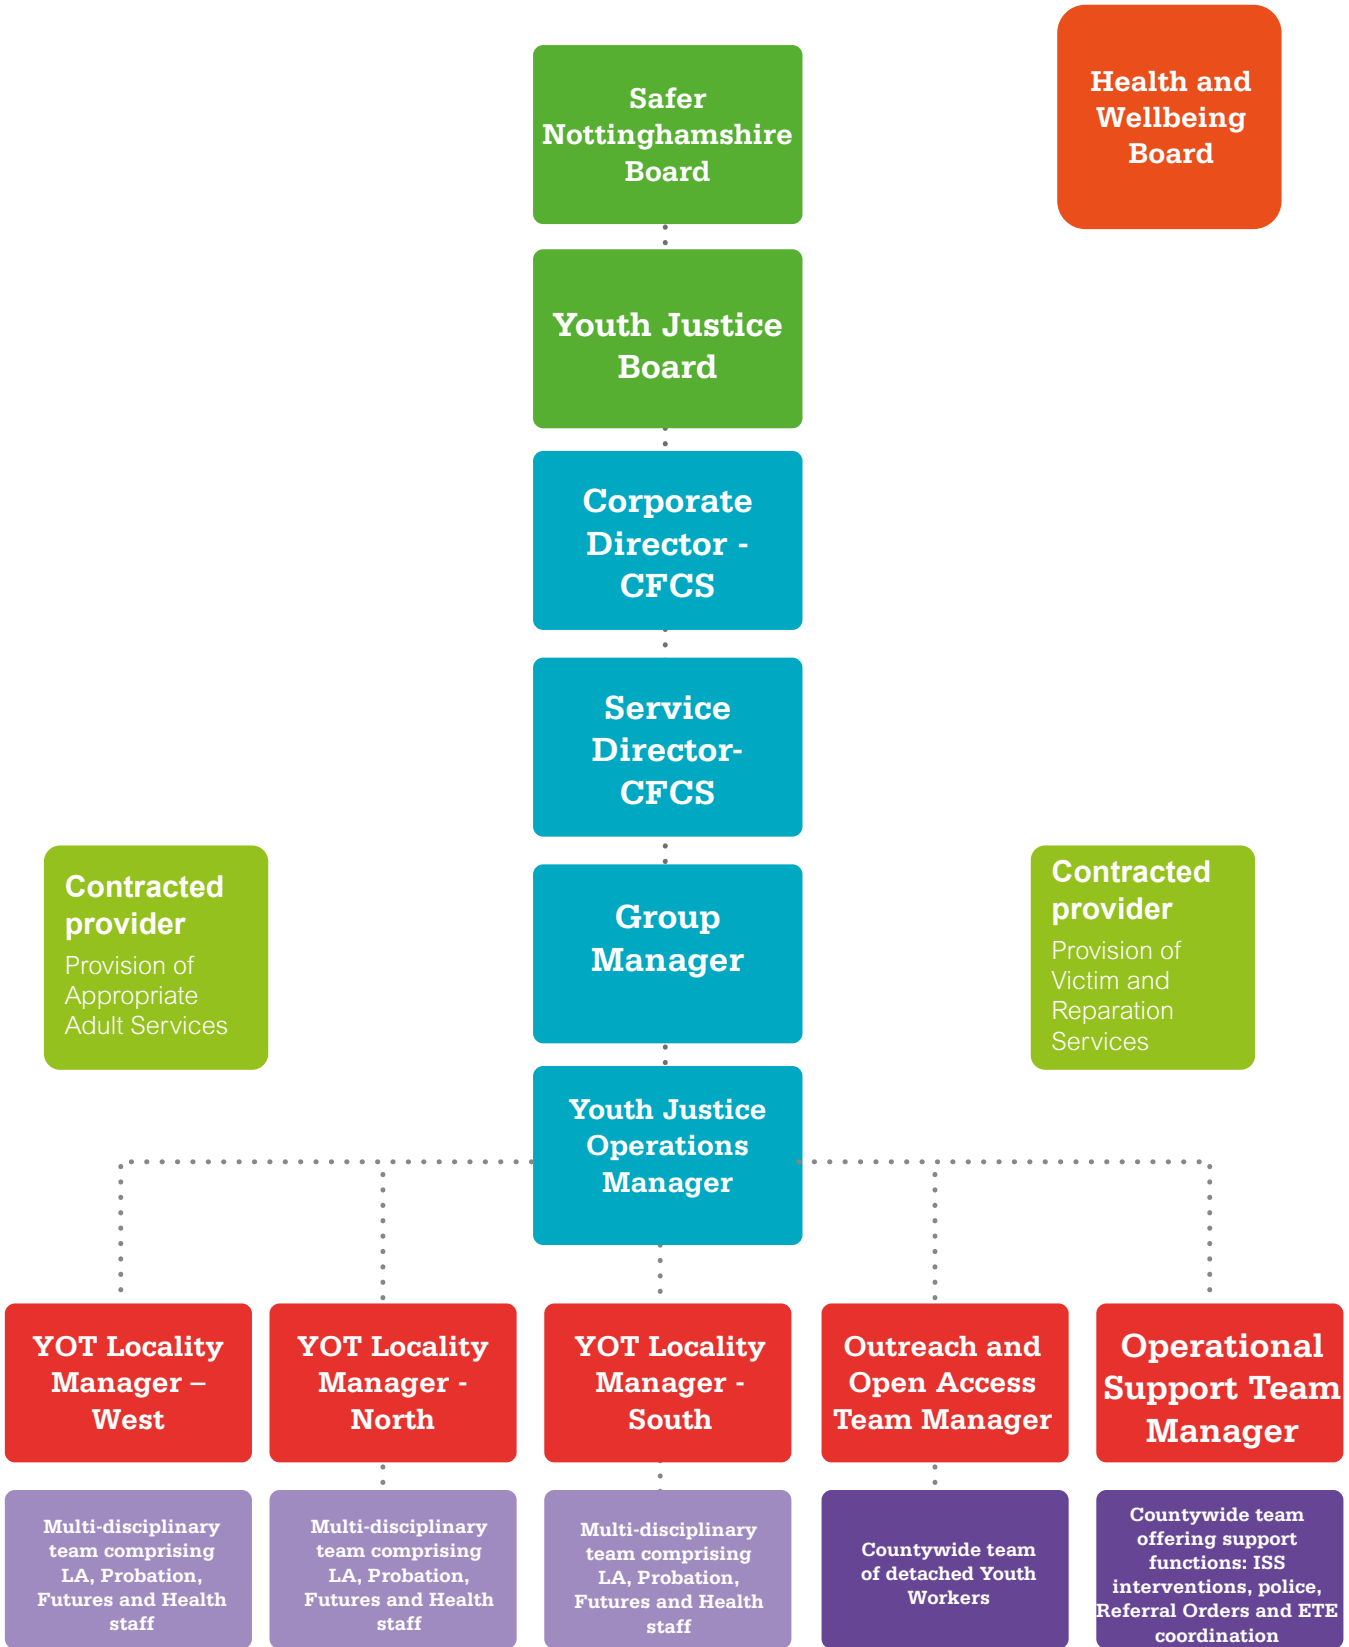 Safer
Nottinghamshire
Board
Health and
Wellbeing
Board
Youth Justice
Board
Corporate
Director -
CFCS
Service
Director-
CFCS
Contracted
provider
Provision of
Appropriate
Adult Services
Group
Manager
Contracted
provider
Provision of
Victim and
Reparation
Services
Youth Justice
Operations
Manager
YOT Locality
Manager –
West
YOT Locality
Manager -
North
YOT Locality
Manager -
South
Outreach and
Open Access
Team Manager
Operational
Support Team
Manager
Multi-disciplinary
team comprising
LA, Probation,
Futures and Health
staff
Multi-disciplinary
team comprising
LA, Probation,
Futures and Health
staff
Multi-disciplinary
team comprising
LA, Probation,
Futures and Health
staff
Countywide team
of detached Youth
Workers
Countywide team
offering support
functions: ISS
interventions, police,
Referral Orders and ETE
coordination